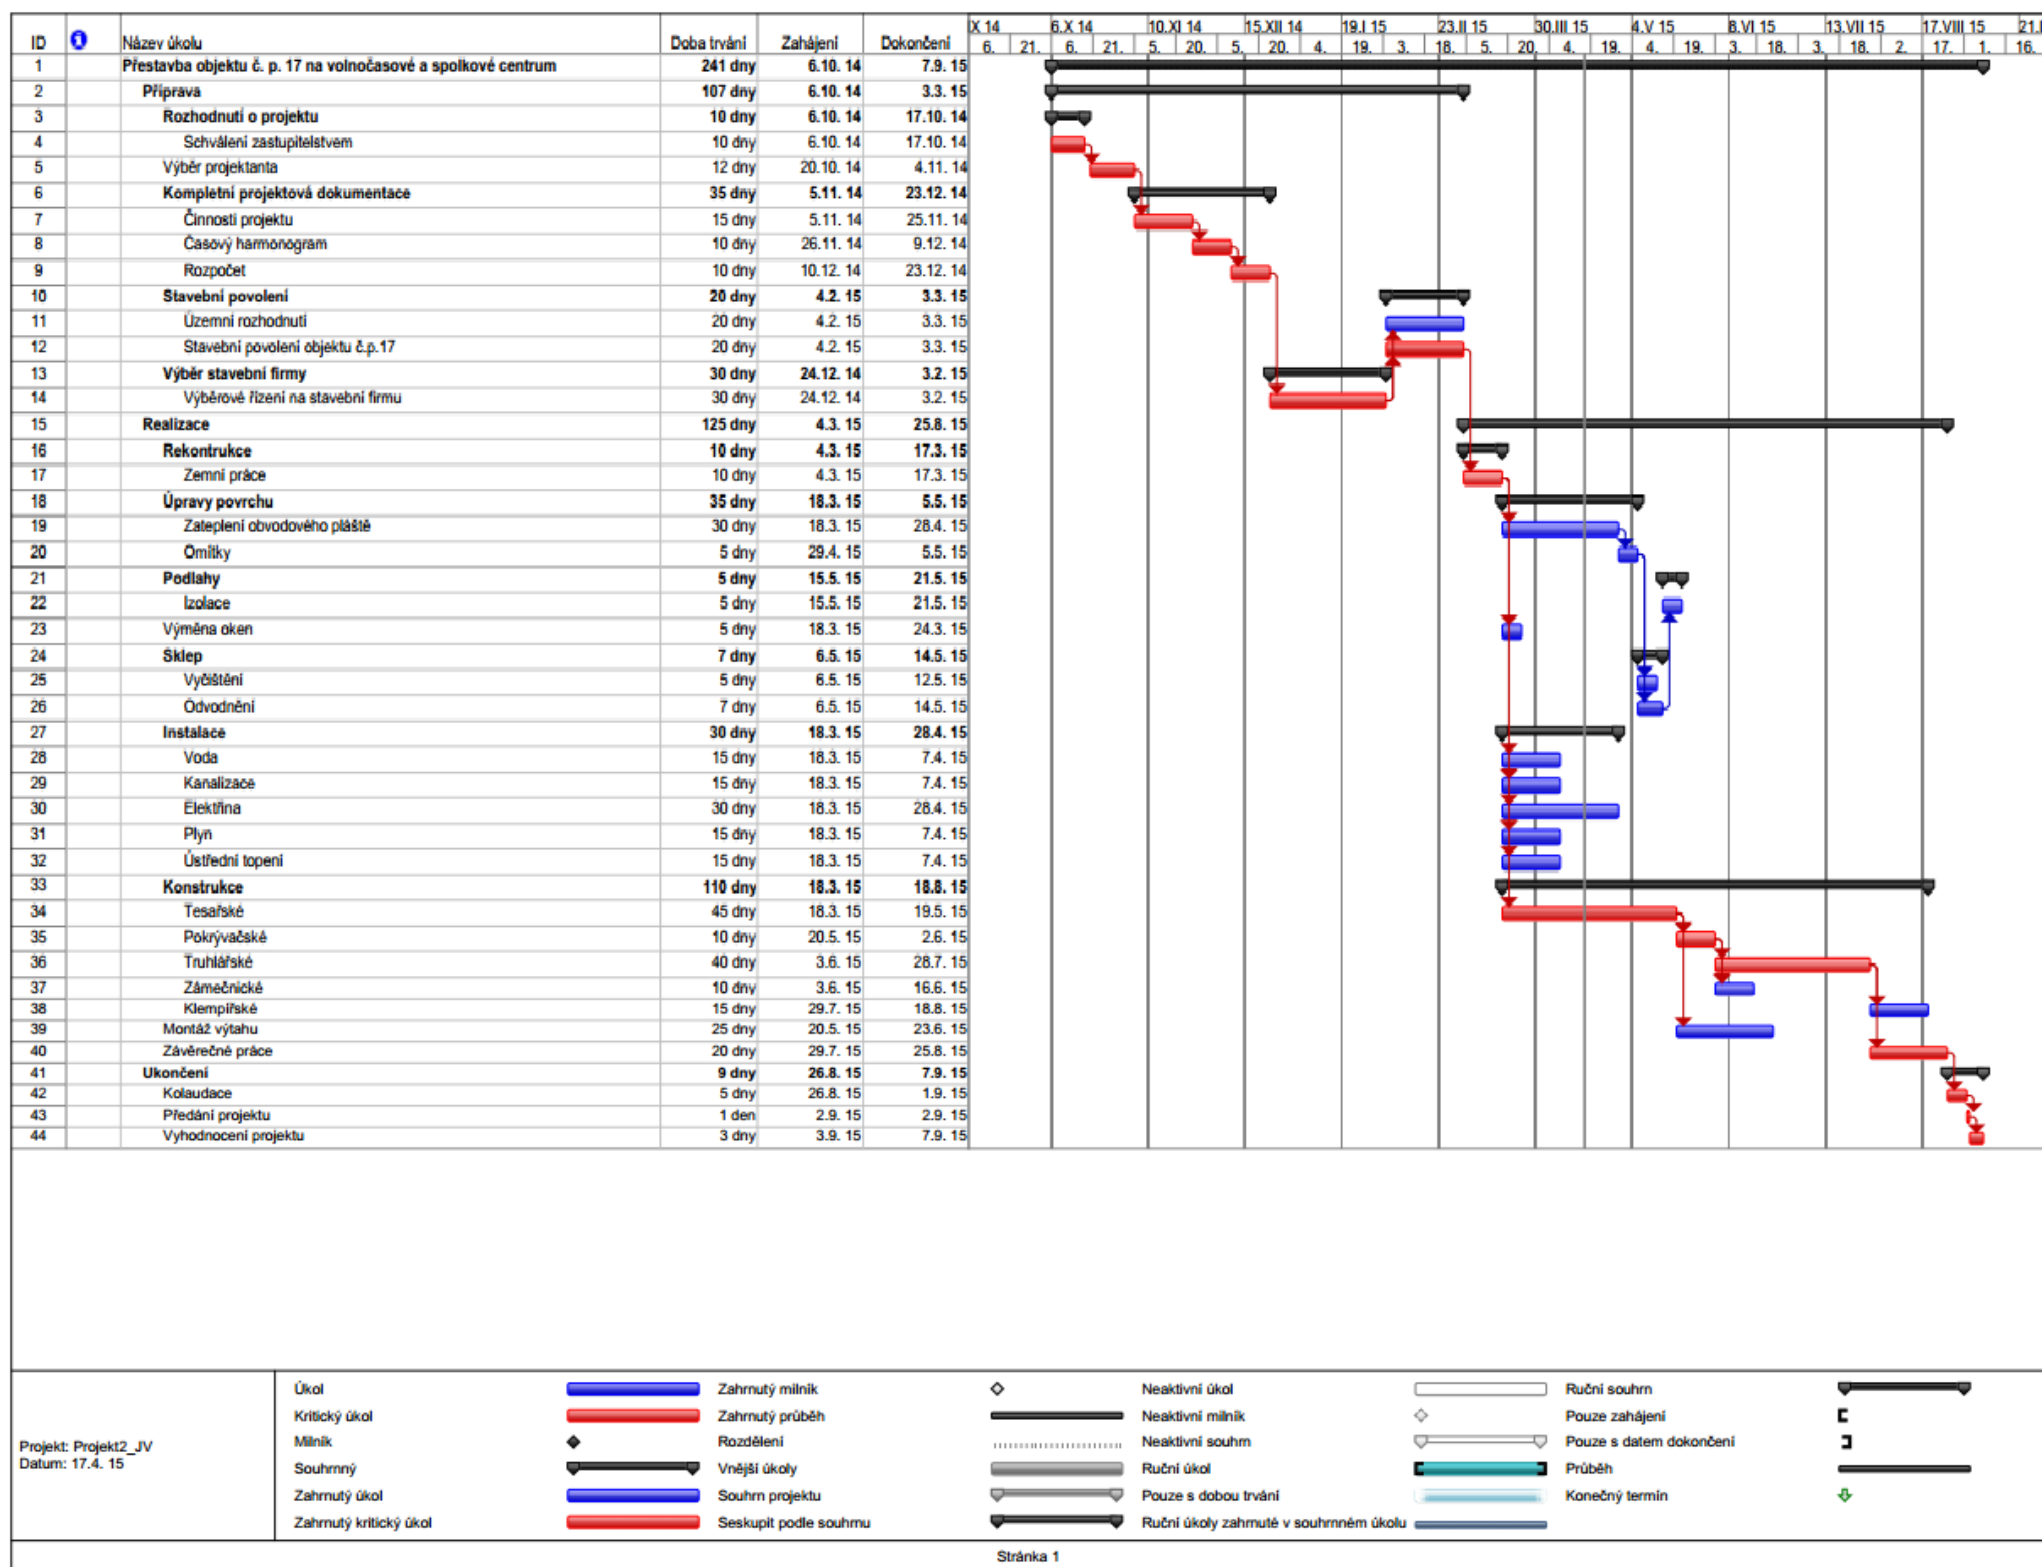 IX 14 6.X 14 10.XI 14 15.XII 14 19.I 15 23.II 15 30.III 15 4.V 15 8.VI 15 13.VII 15 17.VIII 15
ID Název úkolu Doba trvání Zahájení Dokončení 6. 21. 6. 21. 5. 20. 5. 20. 4. 19. 3. 18. 5. 20. 4. 19. 4. 19. 3. 18. 3. 18. 2. 17. 1. 16.
1 Přestavba objektu č. p. 17 na volnočasové a spolkové centrum 241 dny 6.10. 14 7.9. 15
2 Příprava 107 dny 6.10. 14 3.3. 15
3 Rozhodnutí o projektu 10 dny 6.10. 14 17.10. 14
4 Schválení zastupitelstvem 10 dny 6.10. 14 17.10. 14
5 Výběr projektanta 12 dny 20.10. 14 4.11. 14
6 Kompletní projektová dokumentace 35 dny 5.11. 14 23.12. 14
7 Činnosti projektu 15 dny 5.11. 14 25.11. 14
8 Časový harmonogram 10 dny 26.11. 14 9.12. 14
9 Rozpočet 10 dny 10.12. 14 23.12. 14
10 Stavební povolení 20 dny 4.2. 15 3.3. 15
11 Územní rozhodnutí 20 dny 4.2. 15 3.3. 15
12 Stavební povolení objektu č.p.17 20 dny 4.2. 15 3.3. 15
13 Výběr stavební firmy 30 dny 24.12. 14 3.2. 15
14 Výběrové řízení na stavební firmu 30 dny 24.12. 14 3.2. 15
15 Realizace 125 dny 4.3. 15 25.8. 15
16 Rekontrukce 10 dny 4.3. 15 17.3. 15
17 Zemní práce 10 dny 4.3. 15 17.3. 15
18 Úpravy povrchu 35 dny 18.3. 15 5.5. 15
19 Zateplení obvodového pláště 30 dny 18.3. 15 28.4. 15
20 Omítky 5 dny 29.4. 15 5.5. 15
21 Podlahy 5 dny 15.5. 15 21.5. 15
22 Izolace 5 dny 15.5. 15 21.5. 15
23 Výměna oken 5 dny 18.3. 15 24.3. 15
24 Sklep 7 dny 6.5. 15 14.5. 15
25 Vyčištění 5 dny 6.5. 15 12.5. 15
26 Odvodnění 7 dny 6.5. 15 14.5. 15
27 Instalace 30 dny 18.3. 15 28.4. 15
28 Voda 15 dny 18.3. 15 7.4. 15
29 Kanalizace 15 dny 18.3. 15 7.4. 15
30 Elektřina 30 dny 18.3. 15 28.4. 15
31 Plyn 15 dny 18.3. 15 7.4. 15
32 Ústřední topení 15 dny 18.3. 15 7.4. 15
33 Konstrukce 110 dny 18.3. 15 18.8. 15
34 Tesařské 45 dny 18.3. 15 19.5. 15
35 Pokrývačské 10 dny 20.5. 15 2.6. 15
36 Truhlářské 40 dny 3.6. 15 28.7. 15
37 Zámečnické 10 dny 3.6. 15 16.6. 15
38 Klempířské 15 dny 29.7. 15 18.8. 15
39 Montáž výtahu 25 dny 20.5. 15 23.6. 15
40 Závěrečné práce 20 dny 29.7. 15 25.8. 15
41 Ukončení 9 dny 26.8. 15 7.9. 15
42 Kolaudace 5 dny 26.8. 15 1.9. 15
43 Předání projektu 1 den 2.9. 15 2.9. 15
44 Vyhodnocení projektu 3 dny 3.9. 15 7.9. 15
Projekt: Projekt2_JV
Datum: 17.4. 15
Úkol Zahrnutý milník Neaktivní úkol Ruční souhrn
Kritický úkol Zahrnutý průběh Neaktivní milník Pouze zahájení
Milník Rozdělení Neaktivní souhrn Pouze s datem dokončení
Souhrnný Vnější úkoly Ruční úkol Průběh
Zahrnutý úkol Souhrn projektu Pouze s dobou trvání Konečný termín
Zahrnutý kritický úkol Seskupit podle souhrnu Ruční úkoly zahrnuté v souhrnném úkolu
Stránka 1